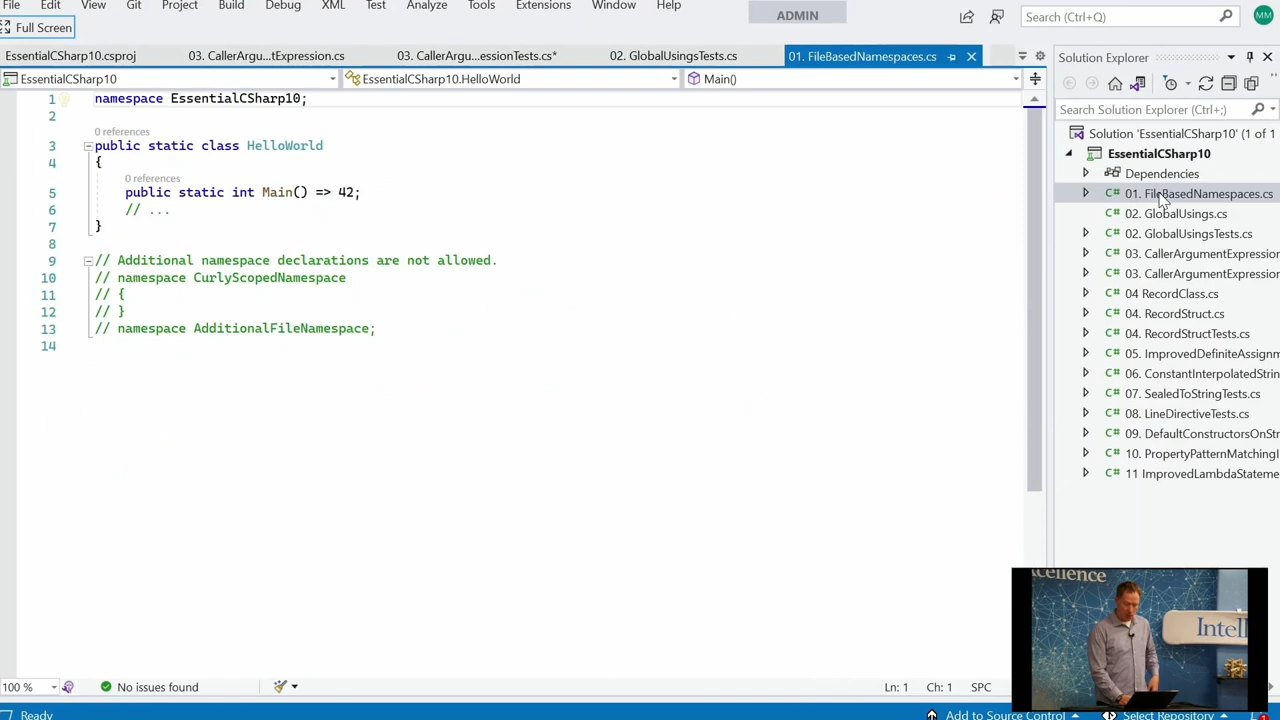 File Edit View Git Project Build Debug XML Test Analyze Tools Extensions Window Help ADMIN Search (Ctrl+Q) MM
Full Screen
EssentialCSharp10.csproj 03. CallerArgu...tExpression.cs 03. CallerArgu...essionTests.cs* 02. GlobalUsingsTests.cs 01. FileBasedNamespaces.cs
EssentialCSharp10 EssentialCSharp10.HelloWorld Main()
1 namespace EssentialCSharp10;
2
0 references
3 public static class HelloWorld
4 {
0 references
5 public static int Main() => 42;
6 // ...
7 }
8
9 // Additional namespace declarations are not allowed.
10 // namespace CurlyScopedNamespace
11 // {
12 // }
13 // namespace AdditionalFileNamespace;
14
Solution Explorer
Search Solution Explorer (Ctrl+;)
Solution 'EssentialCSharp10' (1 of 1
EssentialCSharp10
Dependencies
C# 01. FileBasedNamespaces.cs
C# 02. GlobalUsings.cs
C# 02. GlobalUsingsTests.cs
C# 03. CallerArgumentExpression
C# 03. CallerArgumentExpression
C# 04 RecordClass.cs
C# 04. RecordStruct.cs
C# 04. RecordStructTests.cs
C# 05. ImprovedDefiniteAssignm
C# 06. ConstantInterpolatedStrin
C# 07. SealedToStringTests.cs
C# 08. LineDirectiveTests.cs
C# 09. DefaultConstructorsOnStr
C# 10. PropertyPatternMatchingI
C# 11 ImprovedLambdaStateme
xcellence
Intell
100 % No issues found Ln: 1 Ch: 1 SPC
Ready Add to Source Control Select Repository